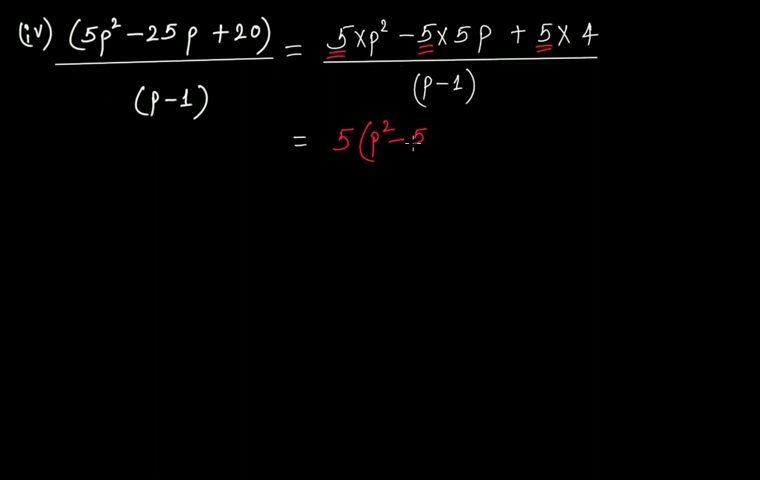 (iv) (5p² - 25p + 20) / (p - 1) = 5×p² - 5×5p + 5×4 / (p - 1)
= 5(p² - 5